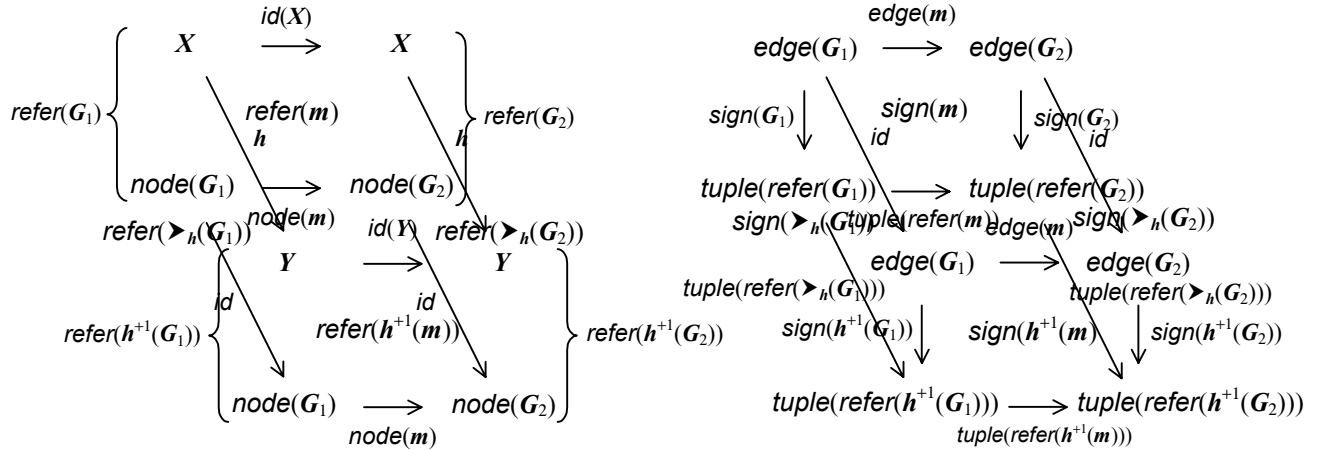 id(X)
X X
refer(G1) refer(m) refer(G2)
h h
node(G1) node(G2)
node(m)
refer(➤h(G1)) id(Y) refer(➤h(G2))
Y Y
id id
refer(h+1(G1)) refer(h+1(m)) refer(h+1(G2))
node(G1) node(G2)
node(m)
edge(m)
edge(G1) edge(G2)
sign(G1) sign(m) sign(G2)
id id
tuple(refer(G1)) tuple(refer(G2))
sign(➤h(G1)) tuple(refer(m)) edge(m) sign(➤h(G2))
edge(G1) edge(G2)
tuple(refer(➤h(G1))) tuple(refer(➤h(G2)))
sign(h+1(G1)) sign(h+1(m) sign(h+1(G2))
tuple(refer(h+1(G1))) tuple(refer(h+1(G2)))
tuple(refer(h+1(m)))